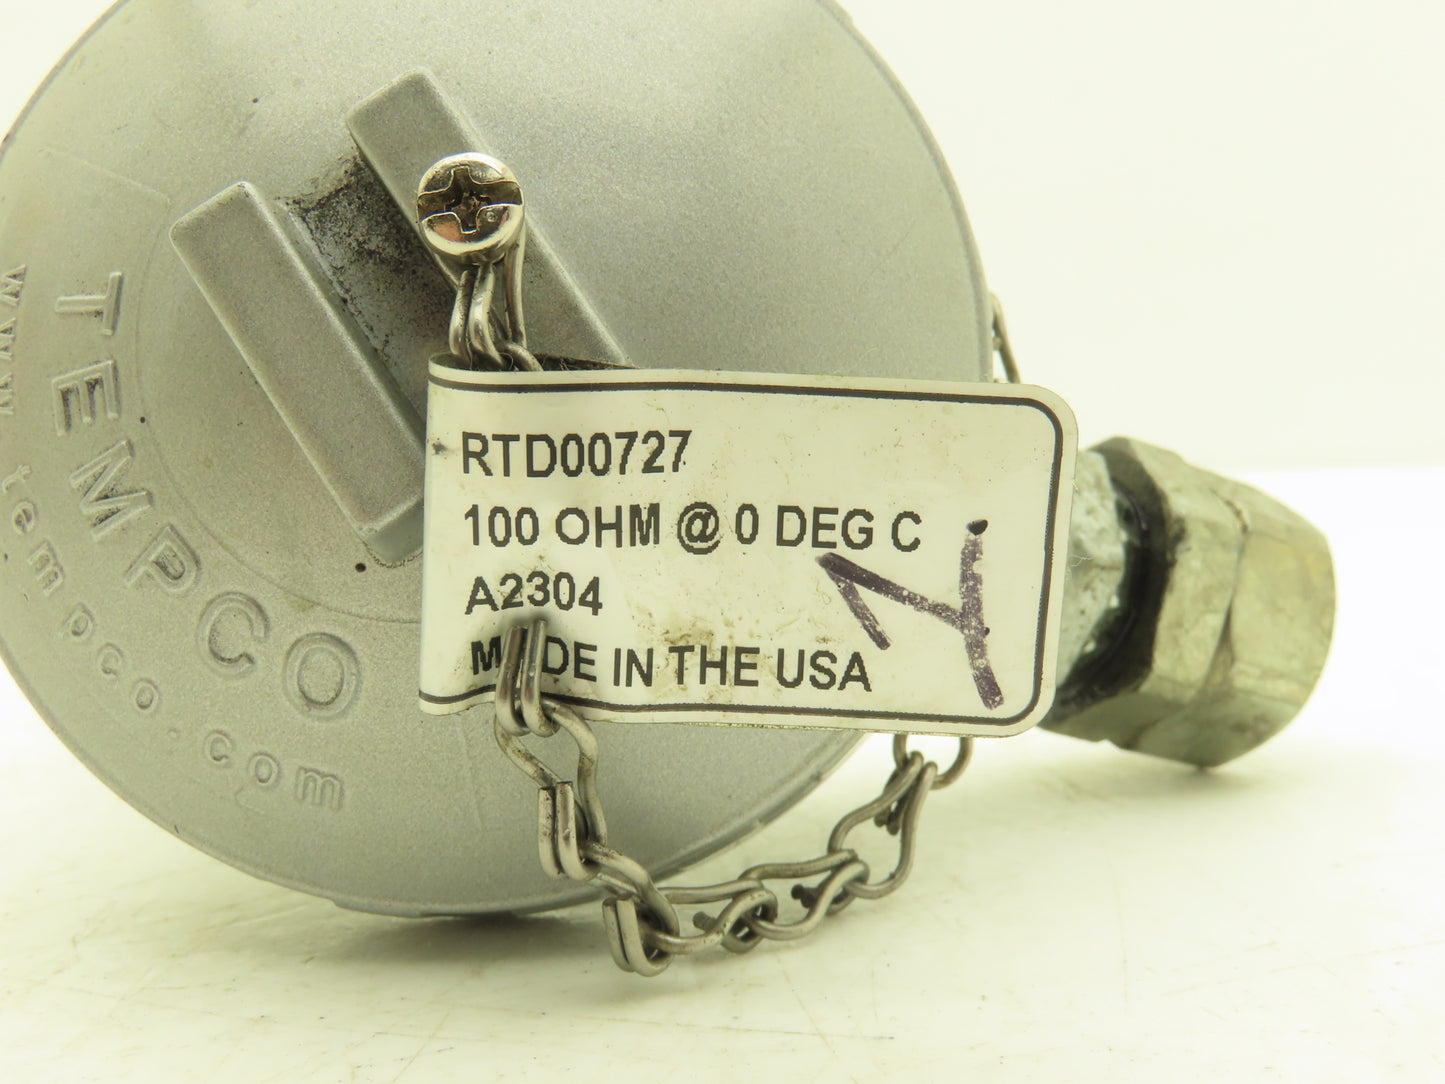 TEMPCO
www.tempco.com
RTD00727
100 OHM @ 0 DEG C
A2304
MADE IN THE USA